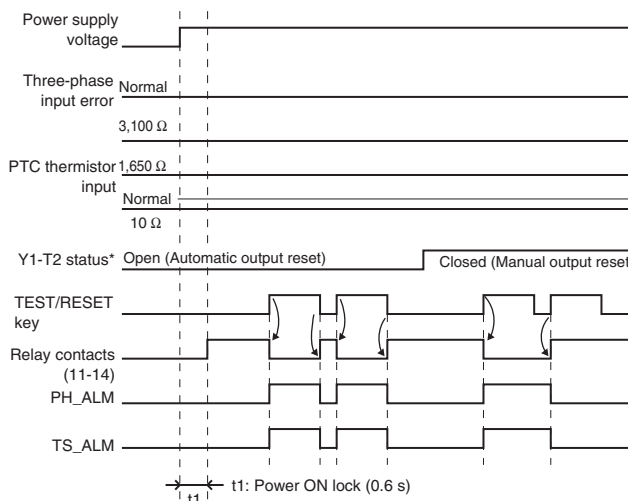 Power supply
voltage
Three-phase
input error
Normal
3,100 Ω
PTC thermistor
input
1,650 Ω
Normal
10 Ω
Y1-T2 status*
Open (Automatic output reset)
Closed (Manual output reset
TEST/RESET
key
Relay contacts
(11-14)
PH_ALM
TS_ALM
t1
t1: Power ON lock (0.6 s)